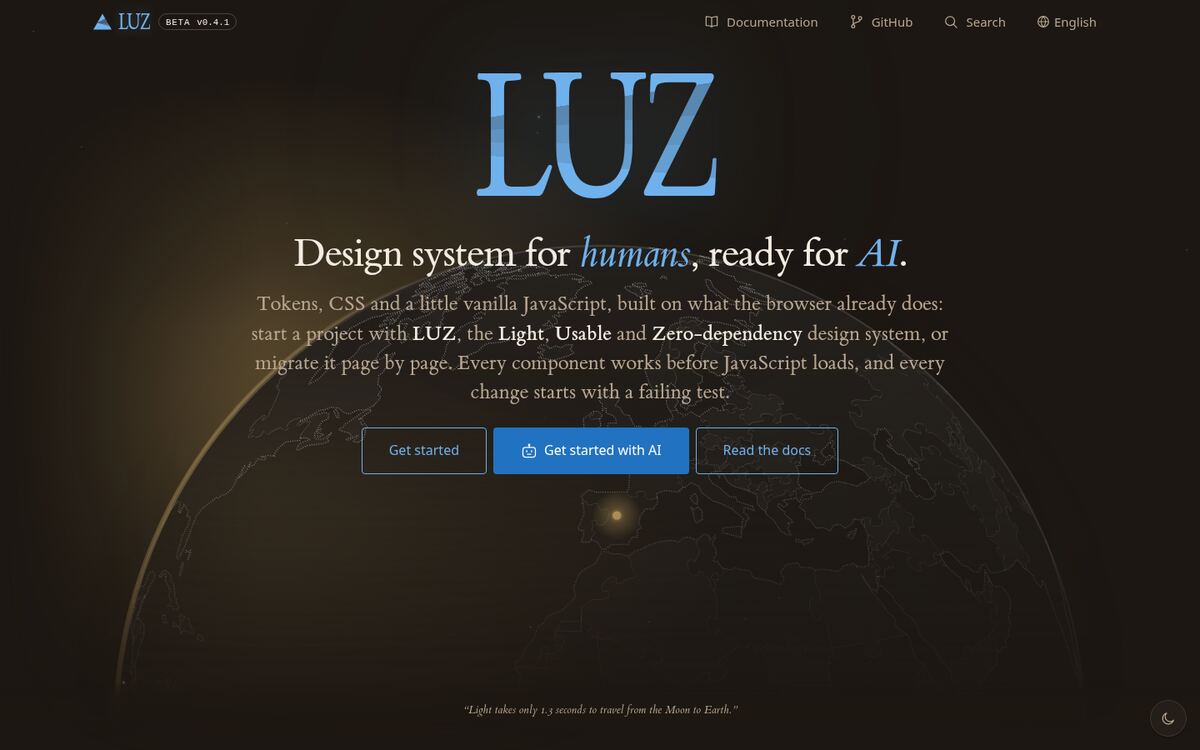 LUZ BETA v0.4.1 Documentation GitHub Search English
LUZ
Design system for humans, ready for AI.
Tokens, CSS and a little vanilla JavaScript, built on what the browser already does:
start a project with LUZ, the Light, Usable and Zero-dependency design system, or
migrate it page by page. Every component works before JavaScript loads, and every
change starts with a failing test.
Get started Get started with AI Read the docs
“Light takes only 1.3 seconds to travel from the Moon to Earth.”